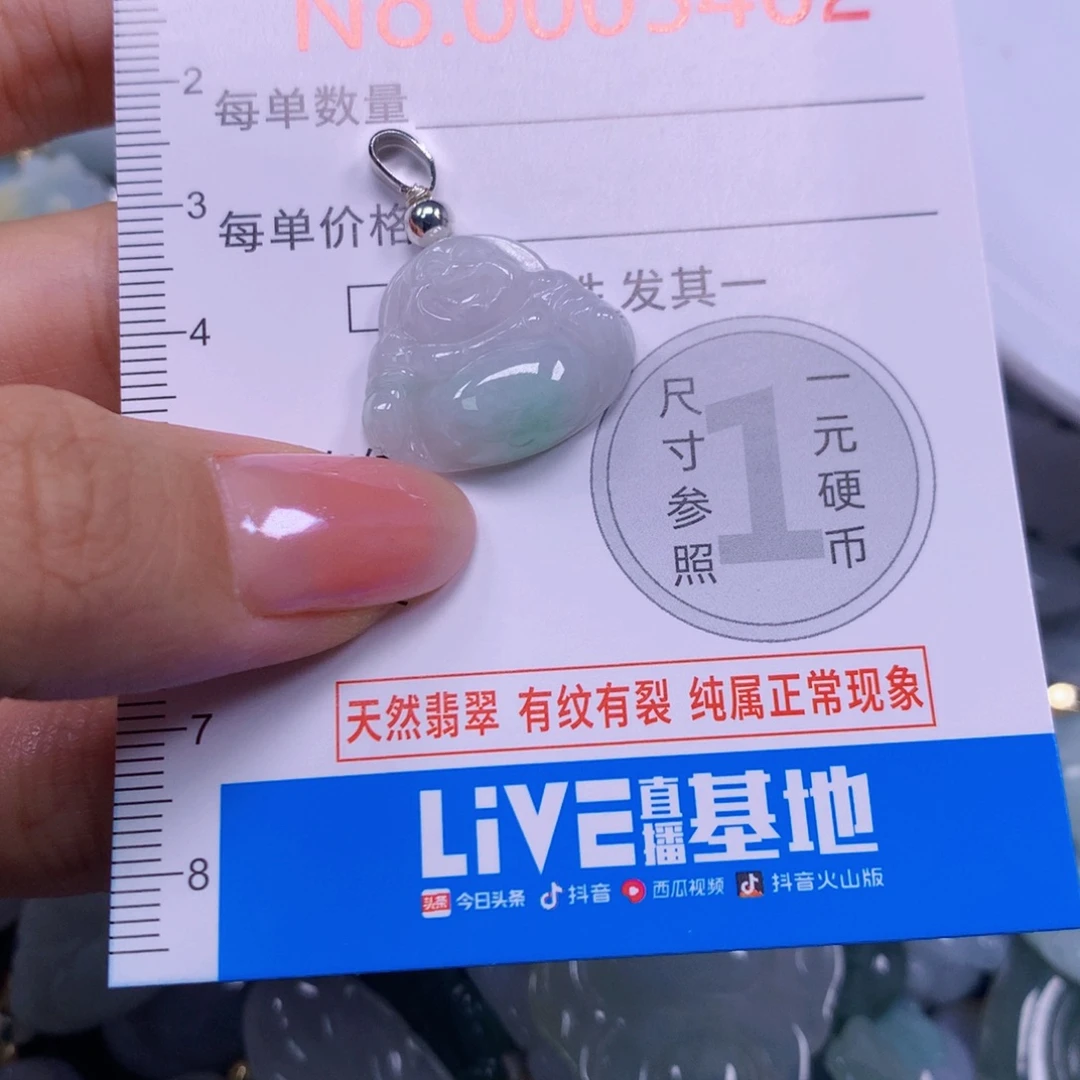 No.0005462
2
每单数量
3
每单价格
发其一
4
一元硬币
尺寸参照
1
7
天然翡翠 有纹有裂 纯属正常现象
LiVE直播基地
8
头条 今日头条 抖音 西瓜视频 抖音火山版